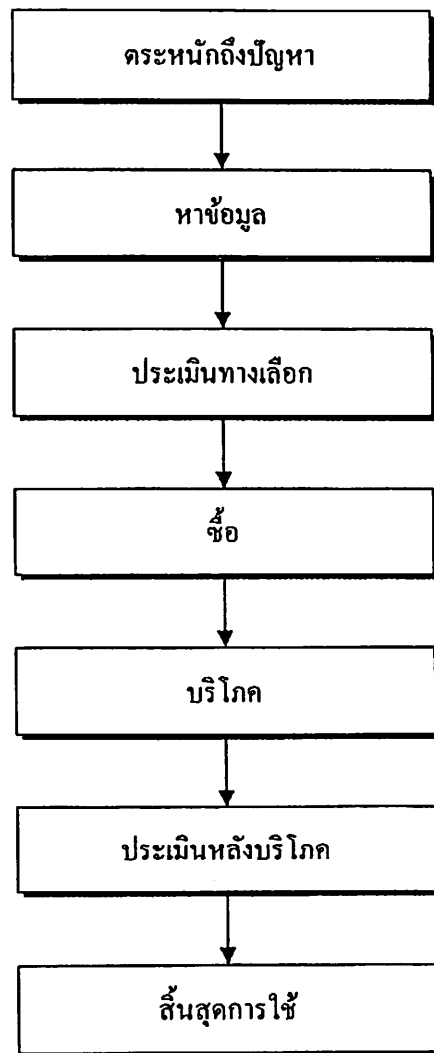 ตระหนักถึงปัญหา
หาข้อมูล
ประเมินทางเลือก
ซื้อ
บริโภค
ประเมินหลังบริโภค
สิ้นสุดการใช้